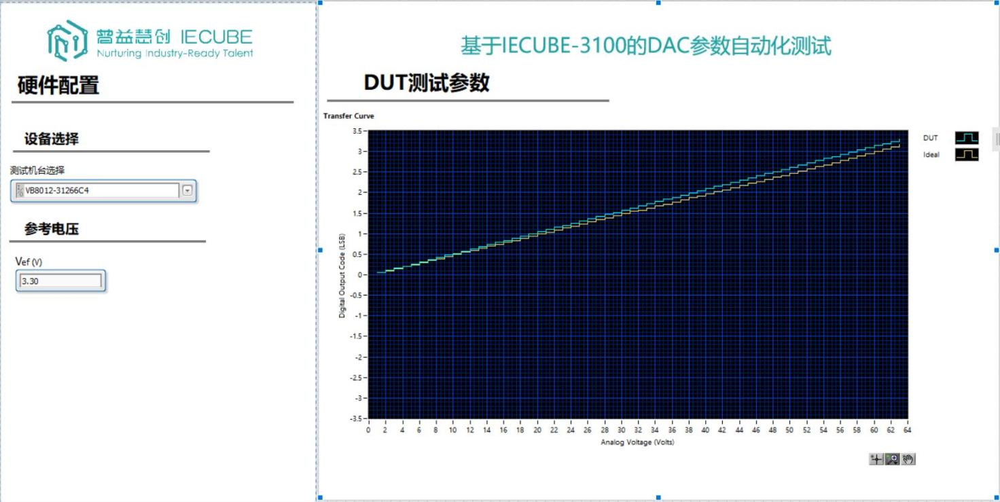 普益慧创 IECUBE
Nurturing Industry-Ready Talent
硬件配置
设备选择
测试机台选择
VB8012-31266C4
参考电压
Vef (V)
3.30
基于IECUBE-3100的DAC参数自动化测试
DUT测试参数
Transfer Curve
DUT
Ideal
Digital Output Code (LSB)
3.5
3
2.5
2
1.5
1
0.5
0
-0.5
-1
-1.5
-2
-2.5
-3
-3.5
0 2 4 6 8 10 12 14 16 18 20 22 24 26 28 30 32 34 36 38 40 42 44 46 48 50 52 54 56 58 60 62 64
Analog Voltage (Volts)